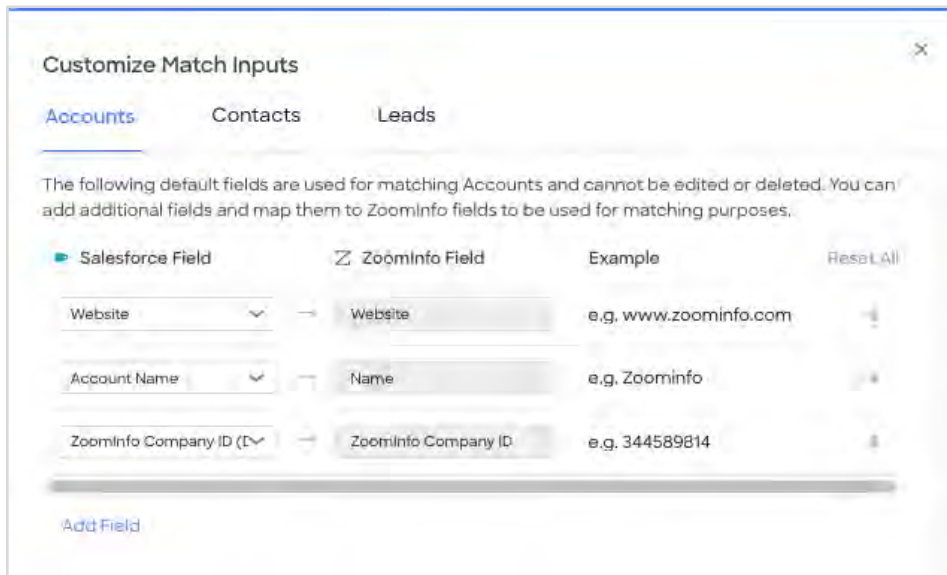 Customize Match Inputs
Accounts Contacts Leads
The following default fields are used for matching Accounts and cannot be edited or deleted. You can
add additional fields and map them to ZoomInfo fields to be used for matching purposes.
Salesforce Field ZoomInfo Field Example Reset All
Website Website e.g. www.zoominfo.com
Account Name Name e.g. Zoominfo
ZoomInfo Company ID (D ZoomInfo Company ID e.g. 344589814
Add Field